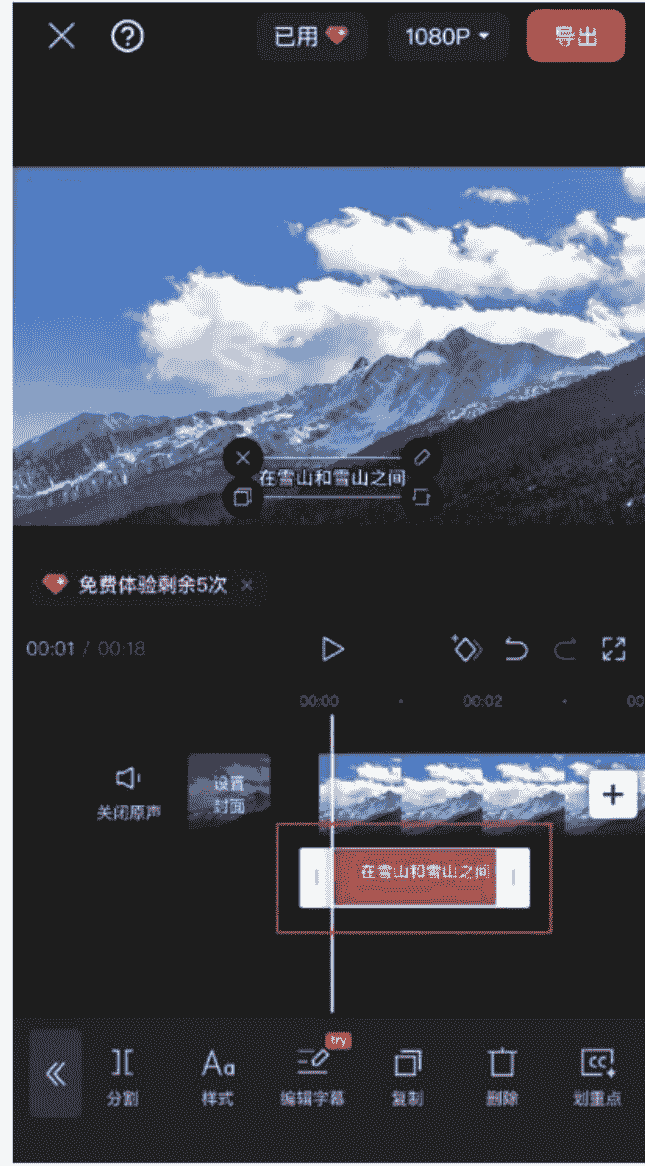 已用
1080P
导出
在雪山和雪山之间
免费体验剩余5次 ×
00:01 / 00:18
00:00
00:02
00
关闭原声
设置
封面
在雪山和雪山之间
try
分割
Aa
样式
编辑字幕
复制
删除
CC
划重点